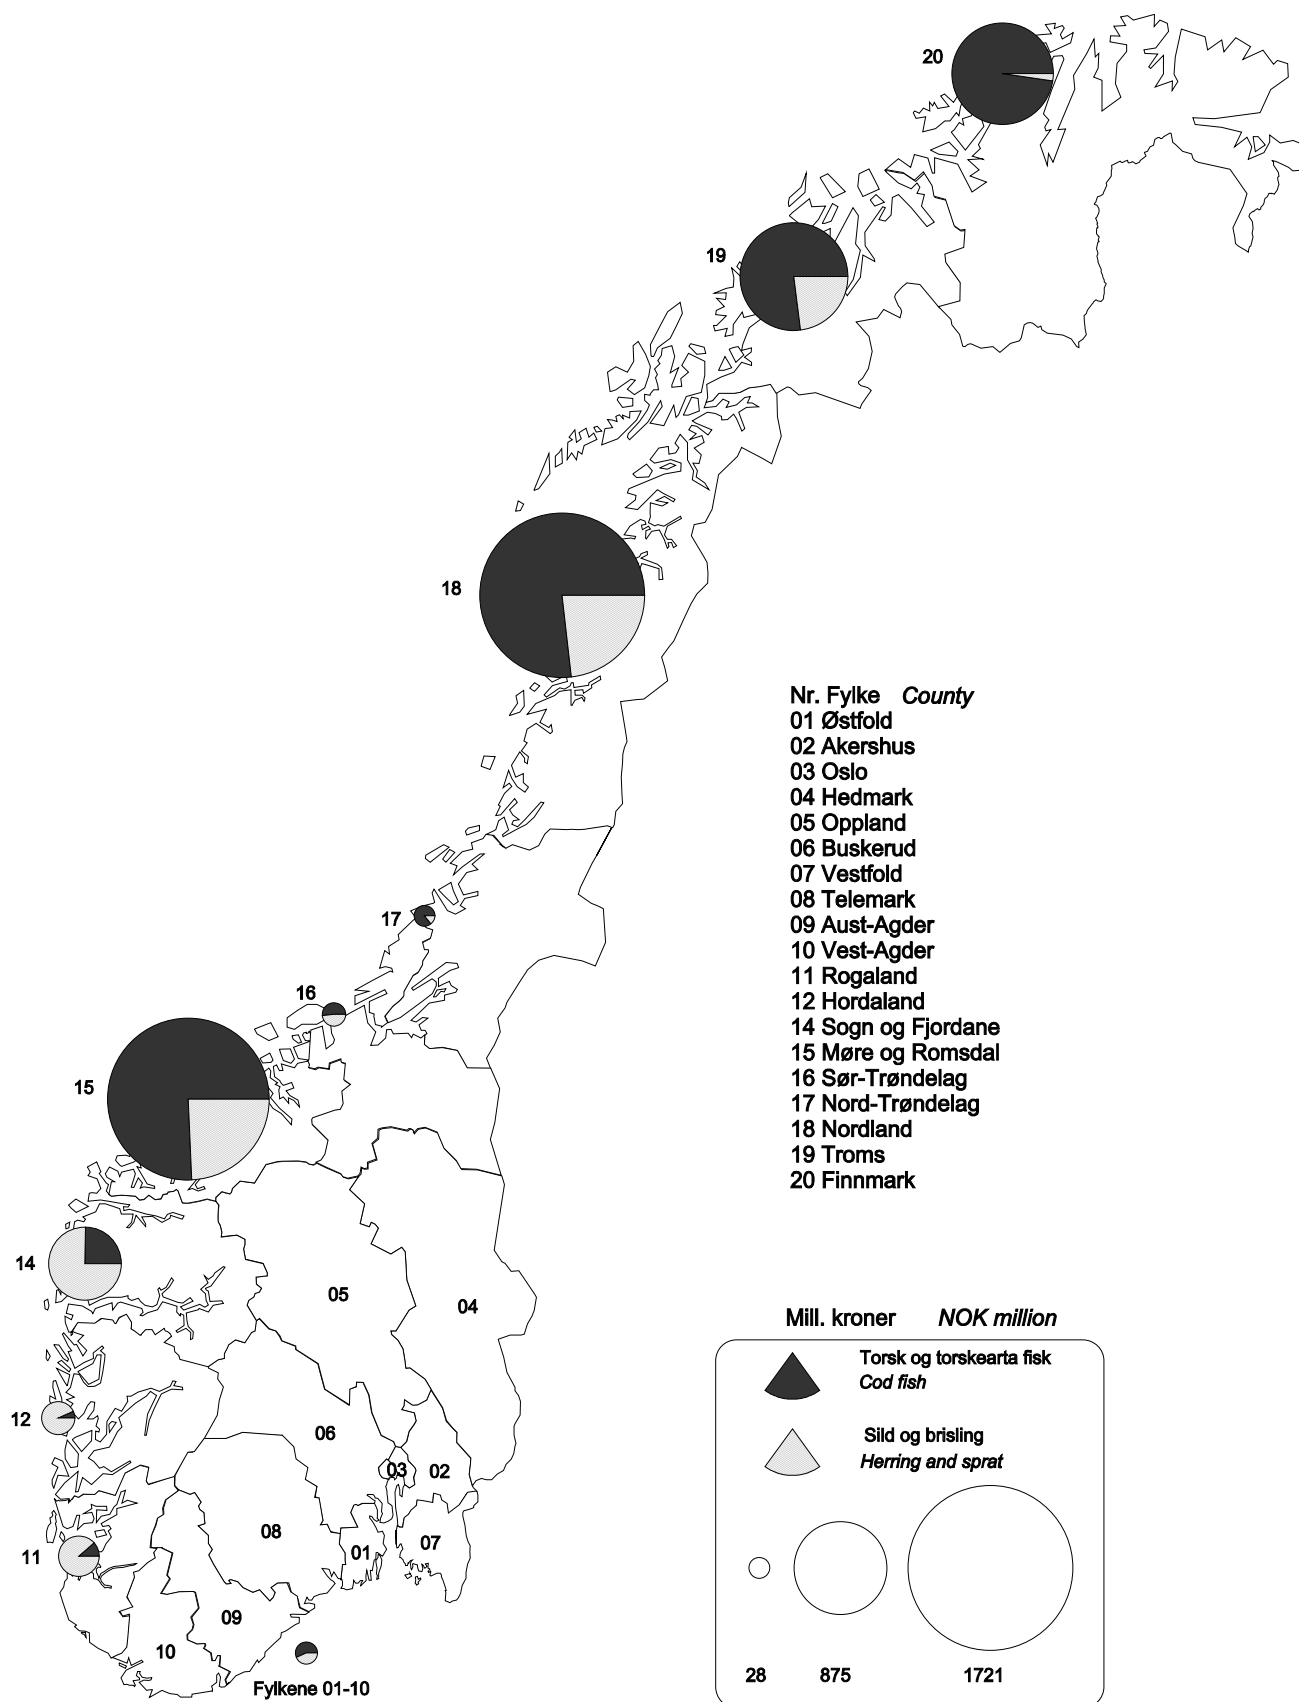 20
19
18
Nr. Fylke County
01 Østfold
02 Akershus
03 Oslo
04 Hedmark
05 Oppland
06 Buskerud
07 Vestfold
08 Telemark
09 Aust-Agder
10 Vest-Agder
11 Rogaland
12 Hordaland
14 Sogn og Fjordane
15 Møre og Romsdal
16 Sør-Trøndelag
17 Nord-Trøndelag
18 Nordland
19 Troms
20 Finnmark
17
16
15
14
05
04
12
06
03
02
11
08
01
07
09
10
Fylkene 01-10
Mill. kroner NOK million
Torsk og torskearta fisk
Cod fish
Sild og brisling
Herring and sprat
28 875 1721